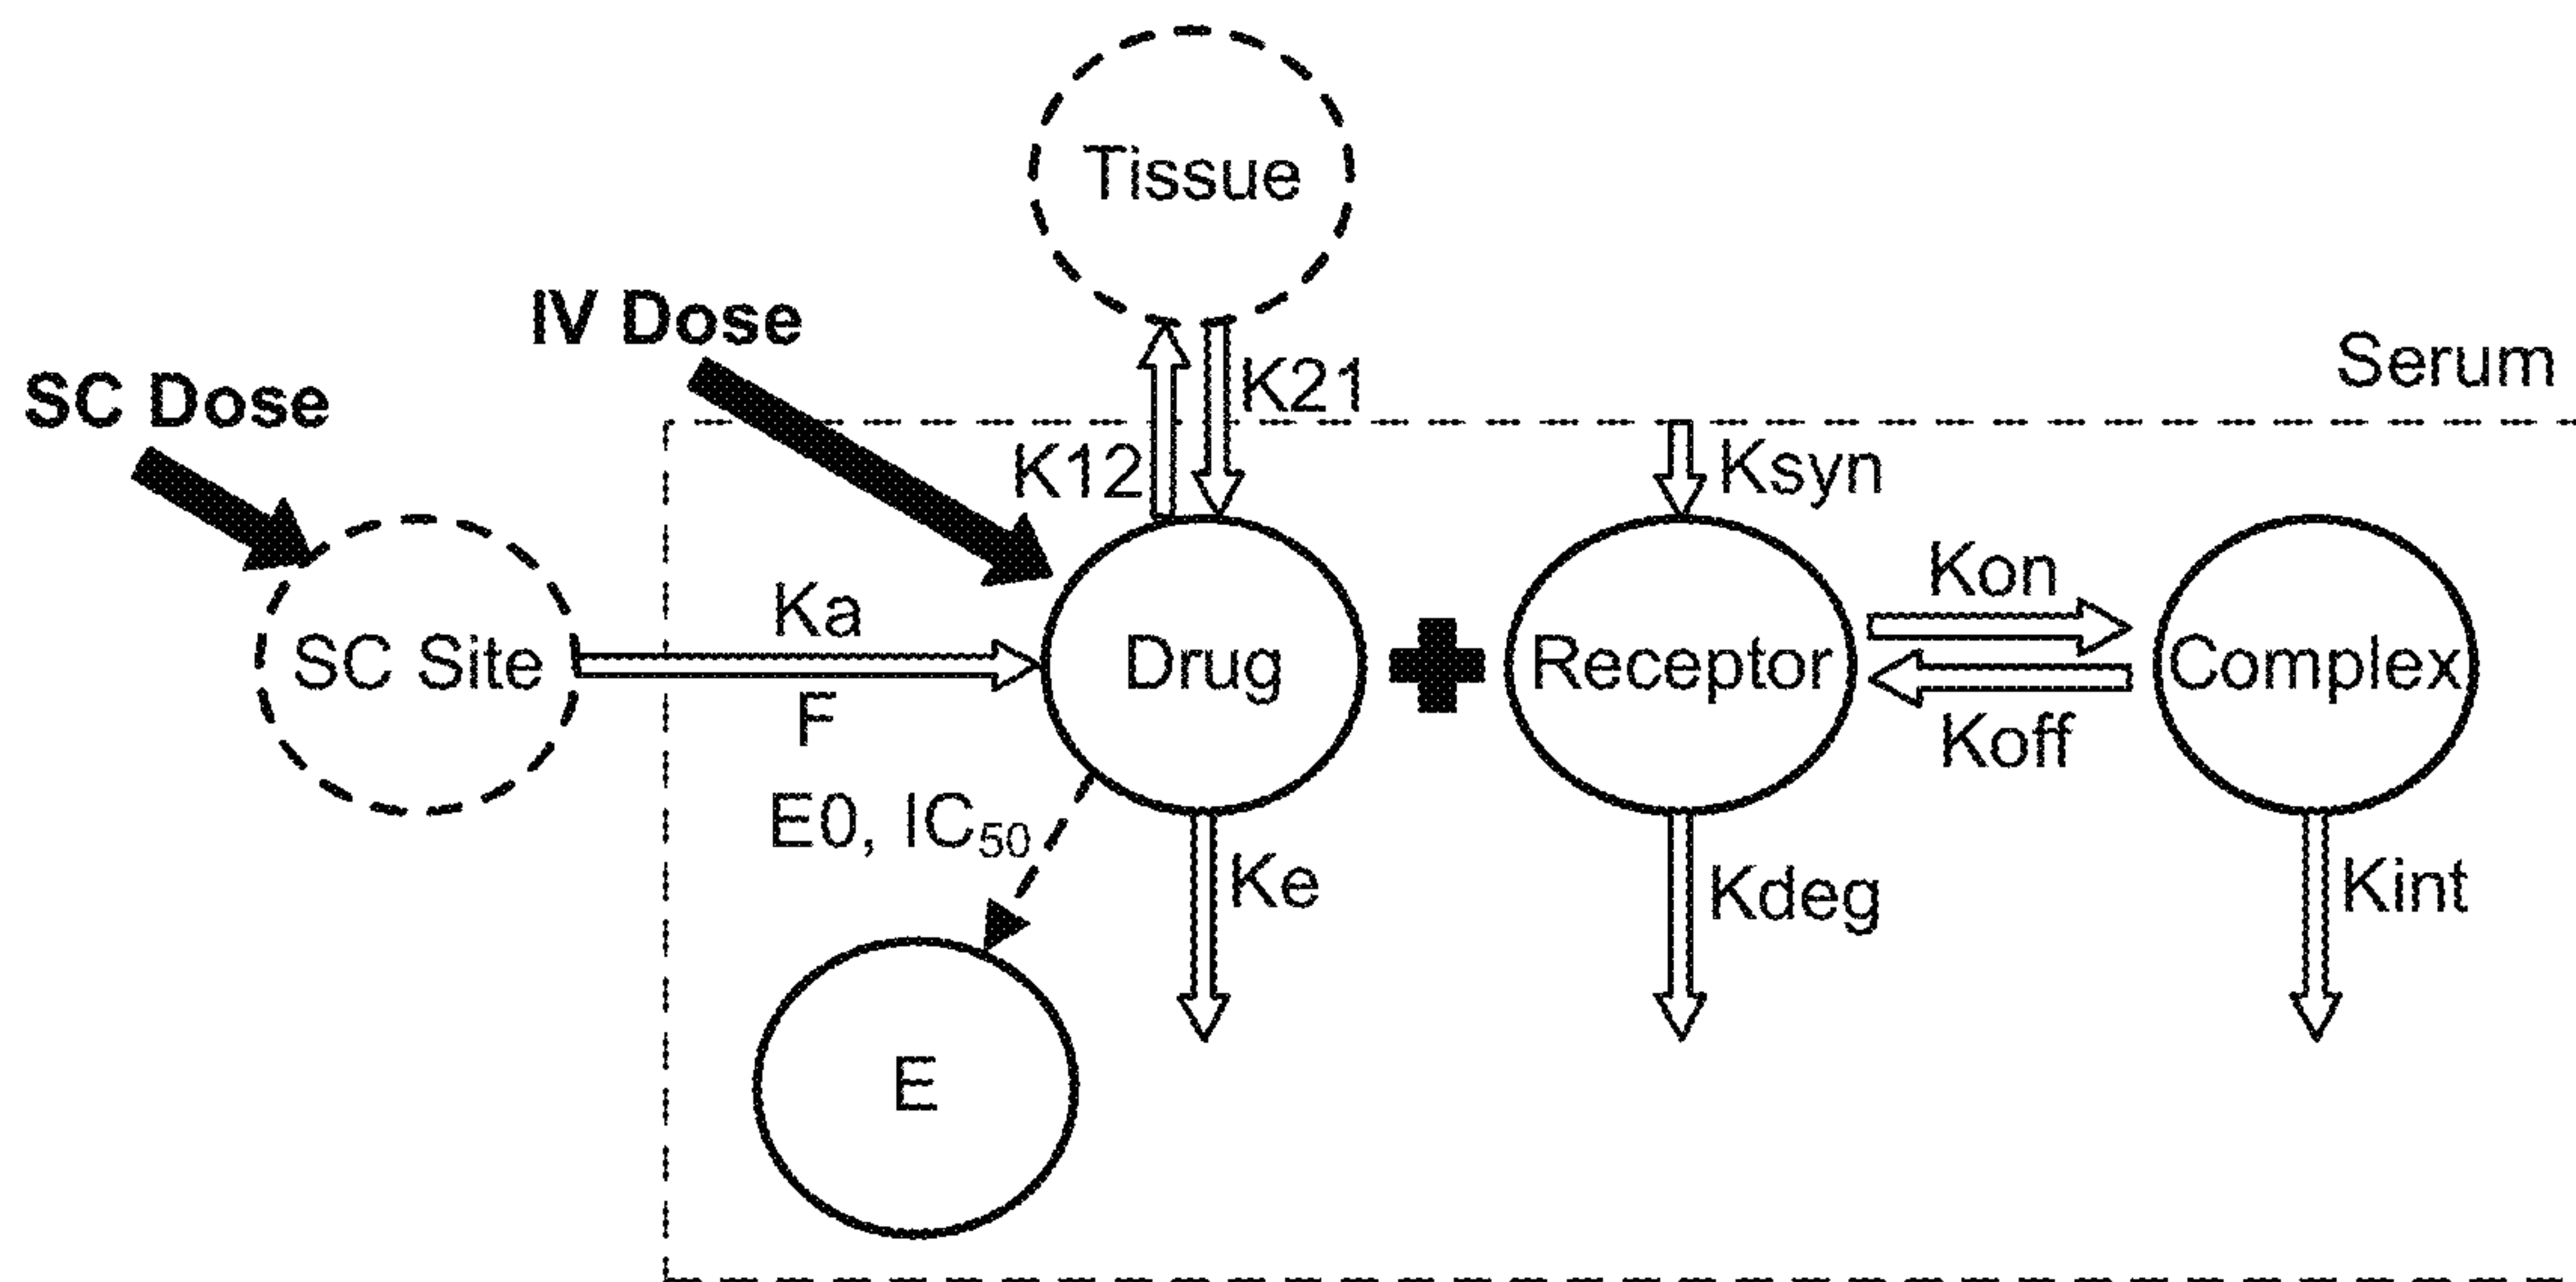 Tissue
IV Dose
SC Dose
Serum
K21
K12
Ksyn
Kon
Ka
SC Site
Drug
Receptor
Complex
F
Koff
E0, IC₅₀
Ke
Kdeg
Kint
E